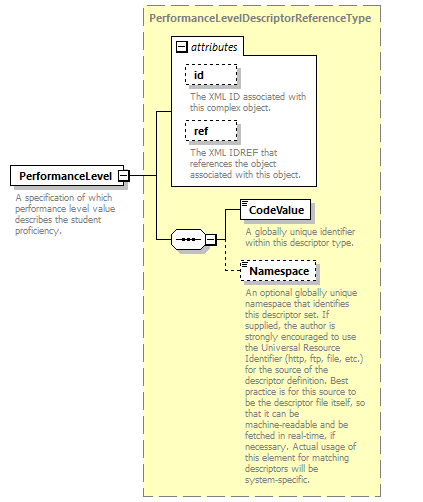 PerformanceLevelDescriptorReferenceType
attributes
id
The XML ID associated with
this complex object.
ref
The XML IDREF that
references the object
associated with this object.
PerformanceLevel
A specification of which
performance level value
describes the student
proficiency.
CodeValue
A globally unique identifier
within this descriptor type.
Namespace
An optional globally unique
namespace that identifies
this descriptor set. If
supplied, the author is
strongly encouraged to use
the Universal Resource
Identifier (http, ftp, file, etc.)
for the source of the
descriptor definition. Best
practice is for this source to
be the descriptor file itself, so
that it can be
machine-readable and be
fetched in real-time, if
necessary. Actual usage of
this element for matching
descriptors will be
system-specific.